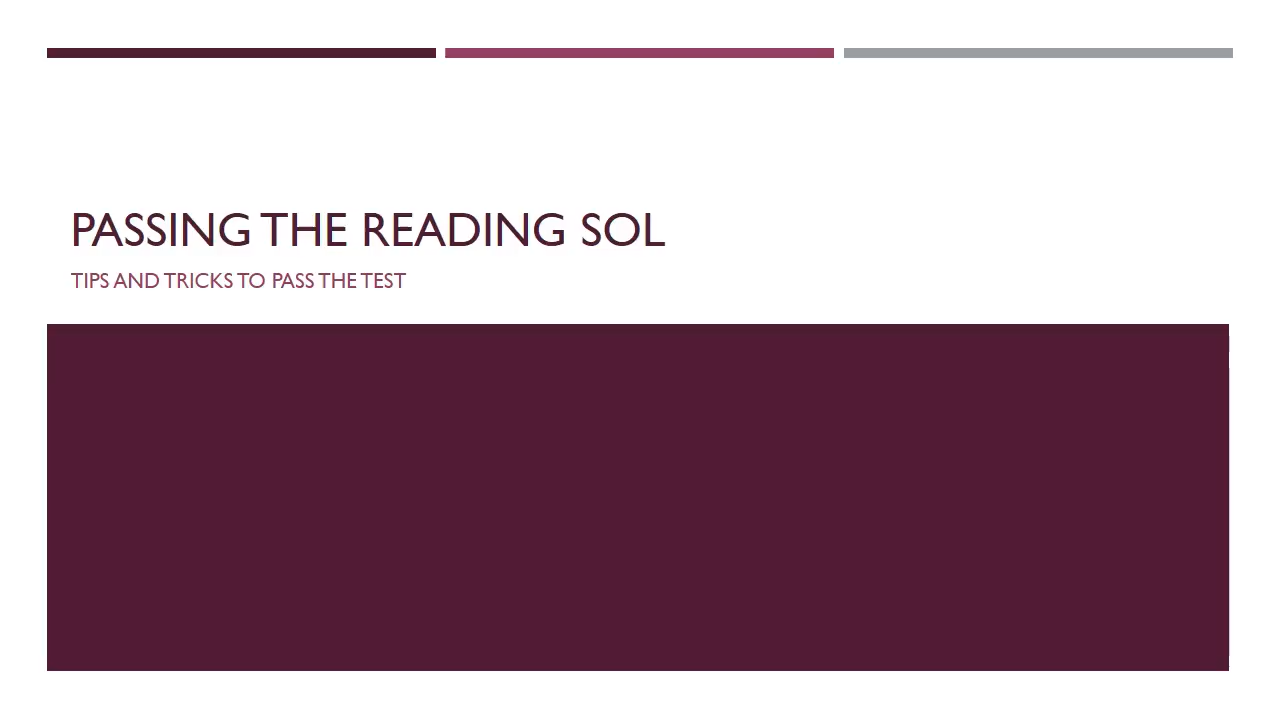 PASSING THE READING SOL
TIPS AND TRICKS TO PASS THE TEST